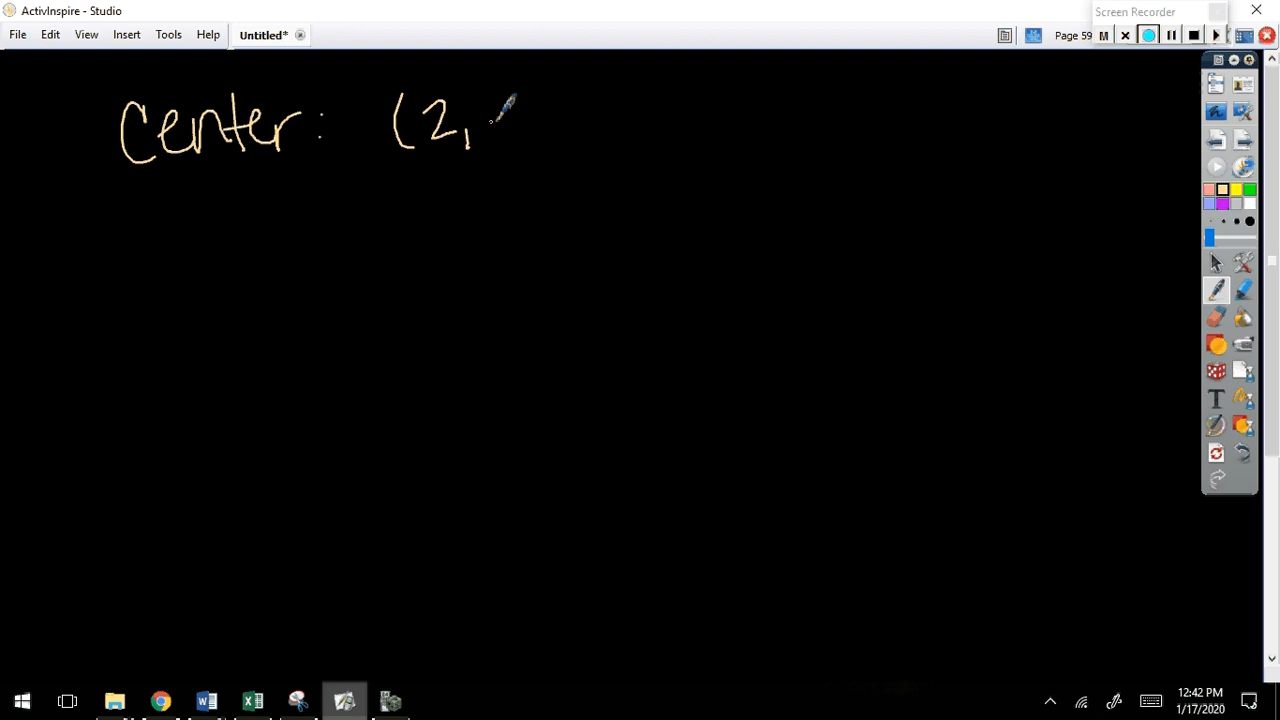 ActivInspire - Studio
Screen Recorder
File Edit View Insert Tools Help Untitled* Page 59 M
Center: (2,
12:42 PM
1/17/2020